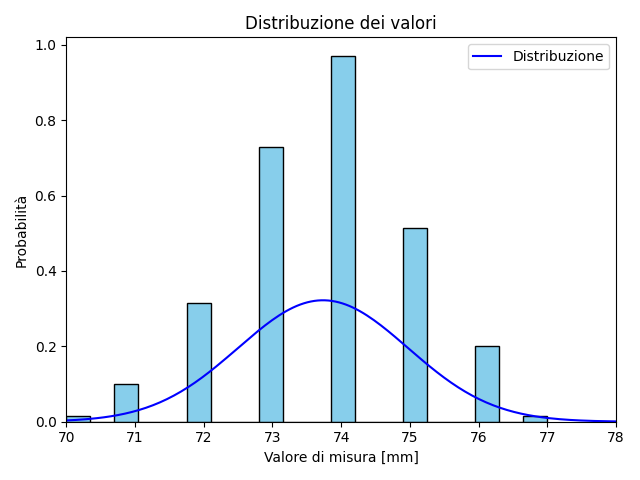 Distribuzione dei valori
Distribuzione
Probabilità
1.0
0.8
0.6
0.4
0.2
0.0
70 71 72 73 74 75 76 77 78
Valore di misura [mm]